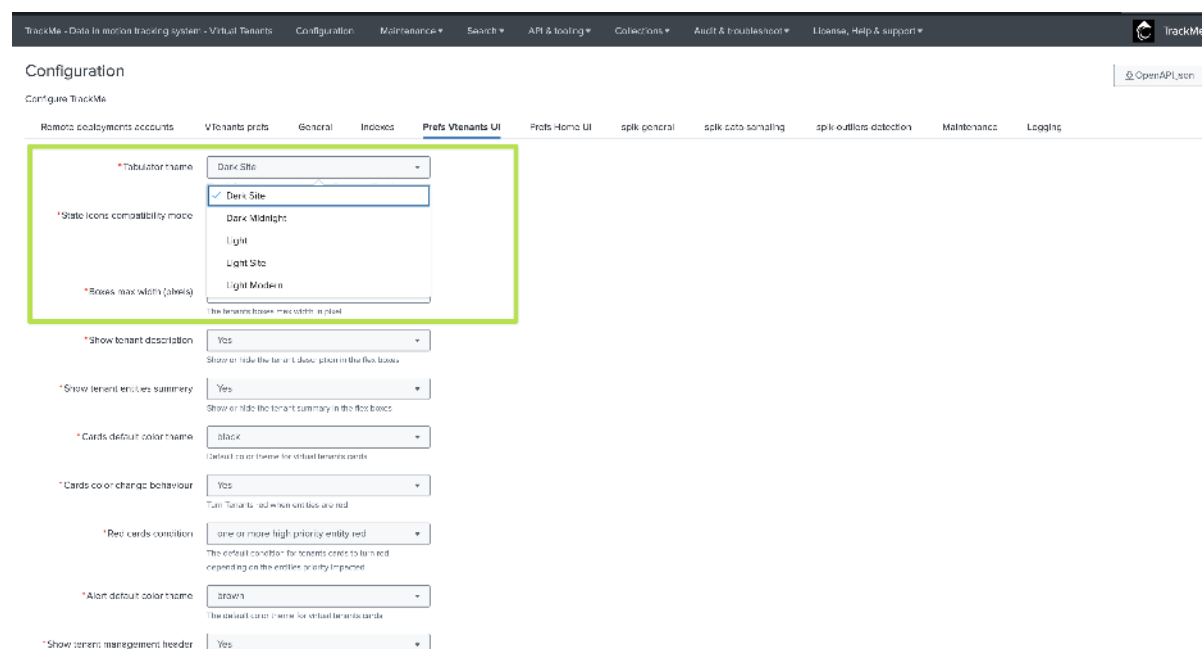 TrackMe - Data in motion tracking system - Virtual Tenants Configuration Maintenance Search API & tooling Collections Audit & troubleshoot License, Help & support TrackMe
Configuration
OpenAPI.json
Configure TrackMe
Remote deployments accounts VTenants prefs General Indexes Prefs Vtenants UI Prefs Home UI splk-general splk-data-sampling splk-outliers-detection Maintenance Logging
*Tabulator theme Dark Site
Dark Site
*State Icons compatibility mode
Dark Midnight
Light
Light Site
Light Modern
*Boxes max width (pixels)
The tenants boxes max width in pixel
*Show tenant description Yes
Show or hide the tenant description in the flex boxes
*Show tenant entities summary Yes
Show or hide the tenant summary in the flex boxes
*Cards default color theme black
Default color theme for virtual tenants cards
*Cards color change behaviour Yes
Turn Tenants red when entities are red
*Red cards condition one or more high priority entity red
The default condition for tenants cards to turn red
depending on the entities priority impacted
*Alert default color theme brown
The default color theme for virtual tenants cards
*Show tenant management header Yes